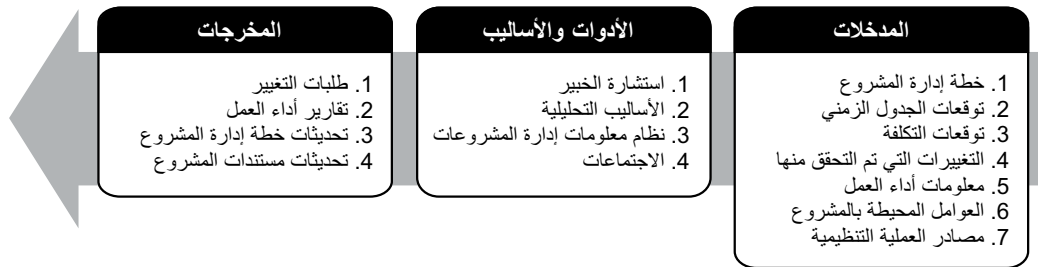 المدخلات
1. خطة إدارة المشروع
2. توقعات الجدول الزمني
3. توقعات التكلفة
4. التغييرات التي تم التحقق منها
5. معلومات أداء العمل
6. العوامل المحيطة بالمشروع
7. مصادر العملية التنظيمية
الأدوات والأساليب
1. استشارة الخبير
2. الأساليب التحليلية
3. نظام معلومات إدارة المشروعات
4. الاجتماعات
المخرجات
1. طلبات التغيير
2. تقارير أداء العمل
3. تحديثات خطة إدارة المشروع
4. تحديثات مستندات المشروع